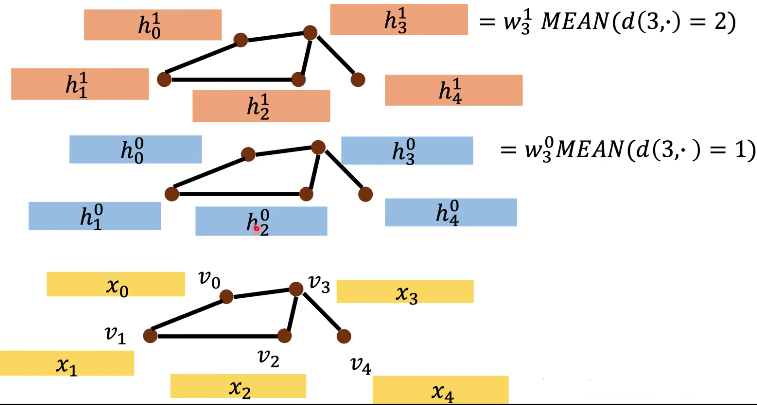 h_0^1
h_3^1 = w_3^1 MEAN(d(3,·) = 2)
h_1^1
h_2^1
h_4^1
h_0^0
h_3^0 = w_3^0 MEAN(d(3,·) = 1)
h_1^0
h_2^0
h_4^0
x_0
v_0
v_3
x_3
v_1
v_2
v_4
x_1
x_2
x_4